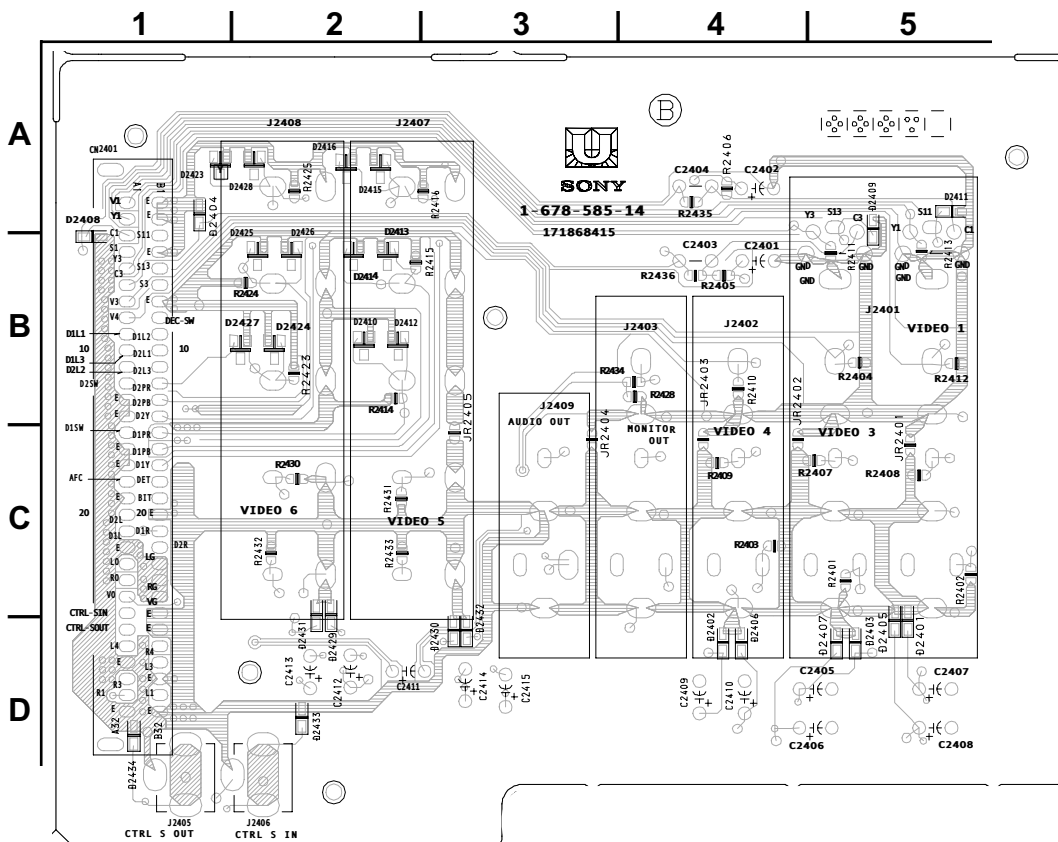 1 2 3 4 5
A
B
C
D
B
SONY
1-678-585-14
171868415
CN2401
A1
B1
J2408
J2407
D2416
D2423
D2428
R2425
D2415
R2416
D2404
D2408
V1 E
Y1 E
C1 S11
S1
Y3 S13
C3 S3
V3 E
V4 DEC-SW
D1L1 D1L2
10 D2L1 10
D1L3
D2L2 D2L3
D2SW D2PR
E D2PB
E D2Y
D1SW D1PR
E D1PB
E D1Y
AFC DET
E BIT
20 20 E
D2L
D1L D1R
D2R
E
LO LG
RO RG
VO VG
CTRL-SIN E
CTRL-SOUT E
L4 R4
E L3
R3 E
R1 L1
E E
A32 B32
D2434
D2425
D2426
D2413
R2415
R2424
D2414
D2427
D2424
D2410
D2412
R2423
R2414
JR2405
R2430
R2431
VIDEO 6
VIDEO 5
R2432
R2433
D2431
D2429
D2430
D2432
C2413
C2412
C2411
C2414
C2415
D2433
J2405
CTRL S OUT
J2406
CTRL S IN
C2404
R2406
C2402
R2435
C2403
C2401
R2436
R2405
D2409
D2411
Y3
S13
C3
S11
Y1
C1
R2411
R2413
GND
GND
GND
GND
GND
GND
J2401
VIDEO 1
J2403
J2402
R2404
R2412
R2434
R2428
JR2403
R2410
JR2402
J2409
AUDIO OUT
JR2404
MONITOR
OUT
VIDEO 4
VIDEO 3
JR2401
R2409
R2407
R2408
R2403
R2401
R2402
D2402
D2406
D2407
D2403
D2405
D2401
C2409
C2410
C2405
C2407
C2406
C2408